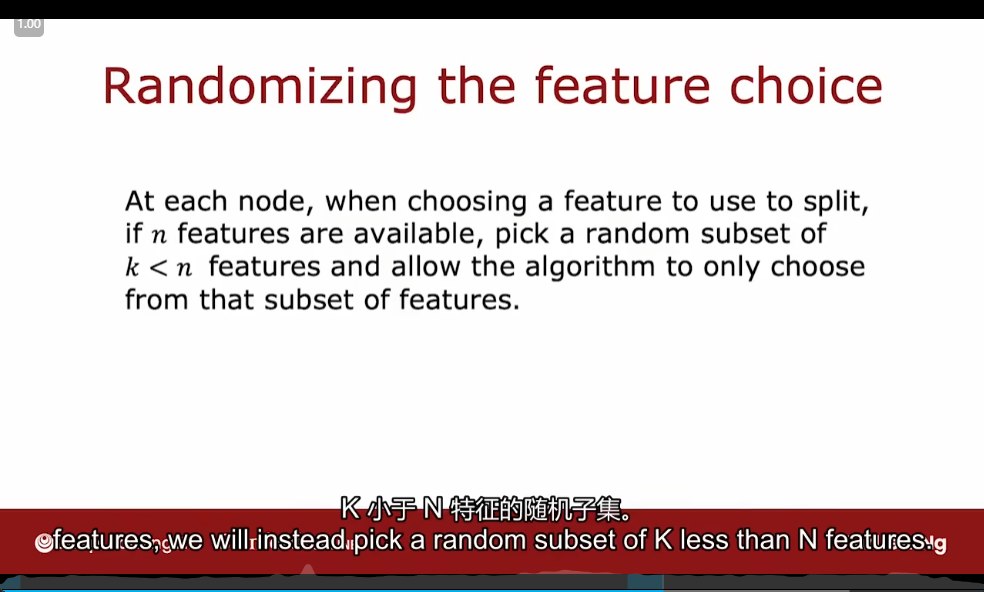 1.00
Randomizing the feature choice
At each node, when choosing a feature to use to split,
if n features are available, pick a random subset of
k < n features and allow the algorithm to only choose
from that subset of features.
K 小于 N 特征的随机子集。
features, we will instead pick a random subset of K less than N features.